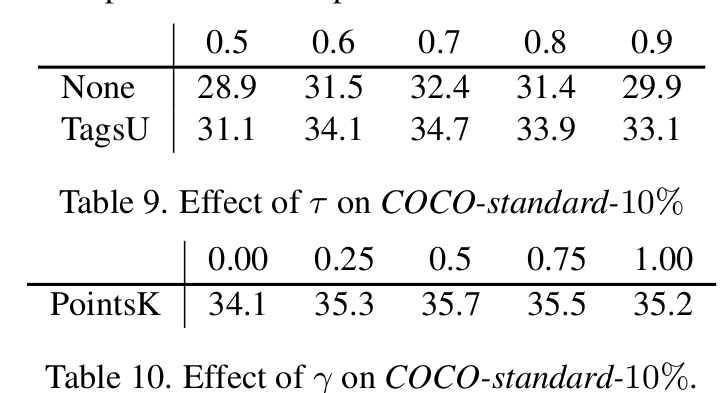 0.5 0.6 0.7 0.8 0.9
None 28.9 31.5 32.4 31.4 29.9
TagsU 31.1 34.1 34.7 33.9 33.1
Table 9. Effect of τ on COCO-standard-10%
0.00 0.25 0.5 0.75 1.00
PointsK 34.1 35.3 35.7 35.5 35.2
Table 10. Effect of γ on COCO-standard-10%.